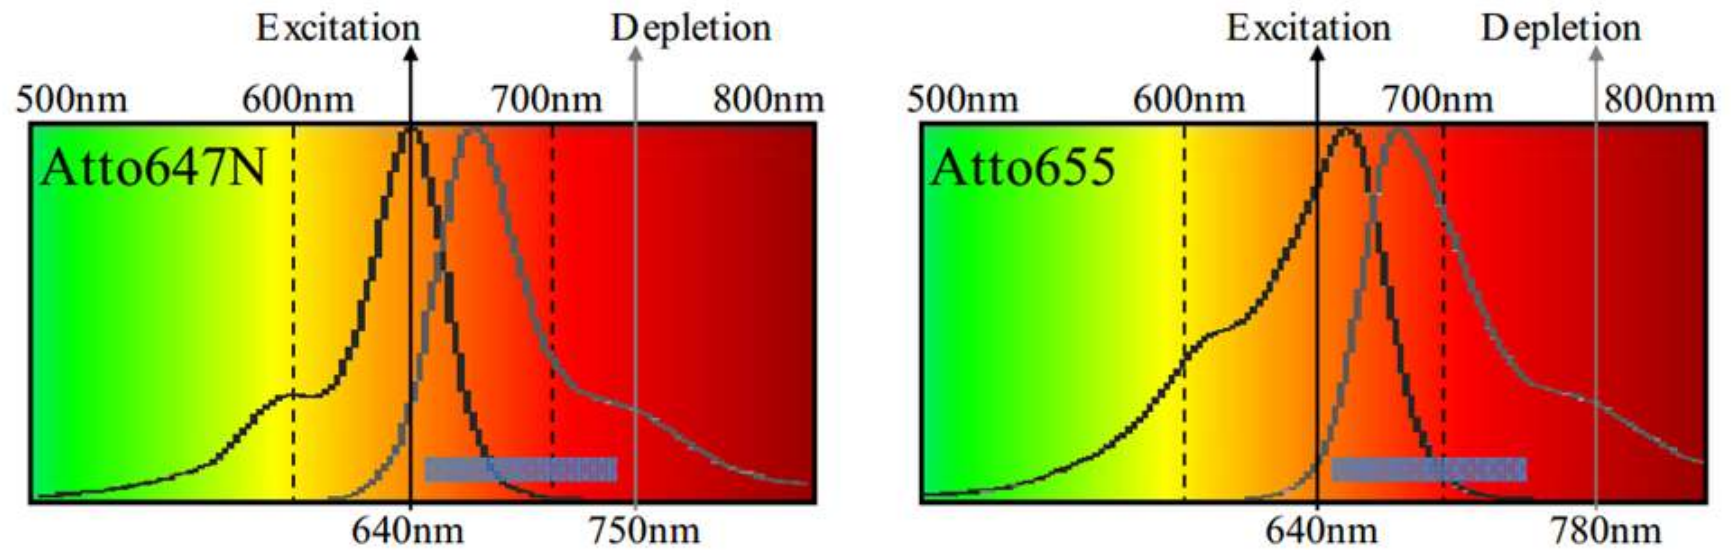 Excitation Depletion
500nm 600nm 700nm 800nm
Atto647N
640nm 750nm
Excitation Depletion
500nm 600nm 700nm 800nm
Atto655
640nm 780nm